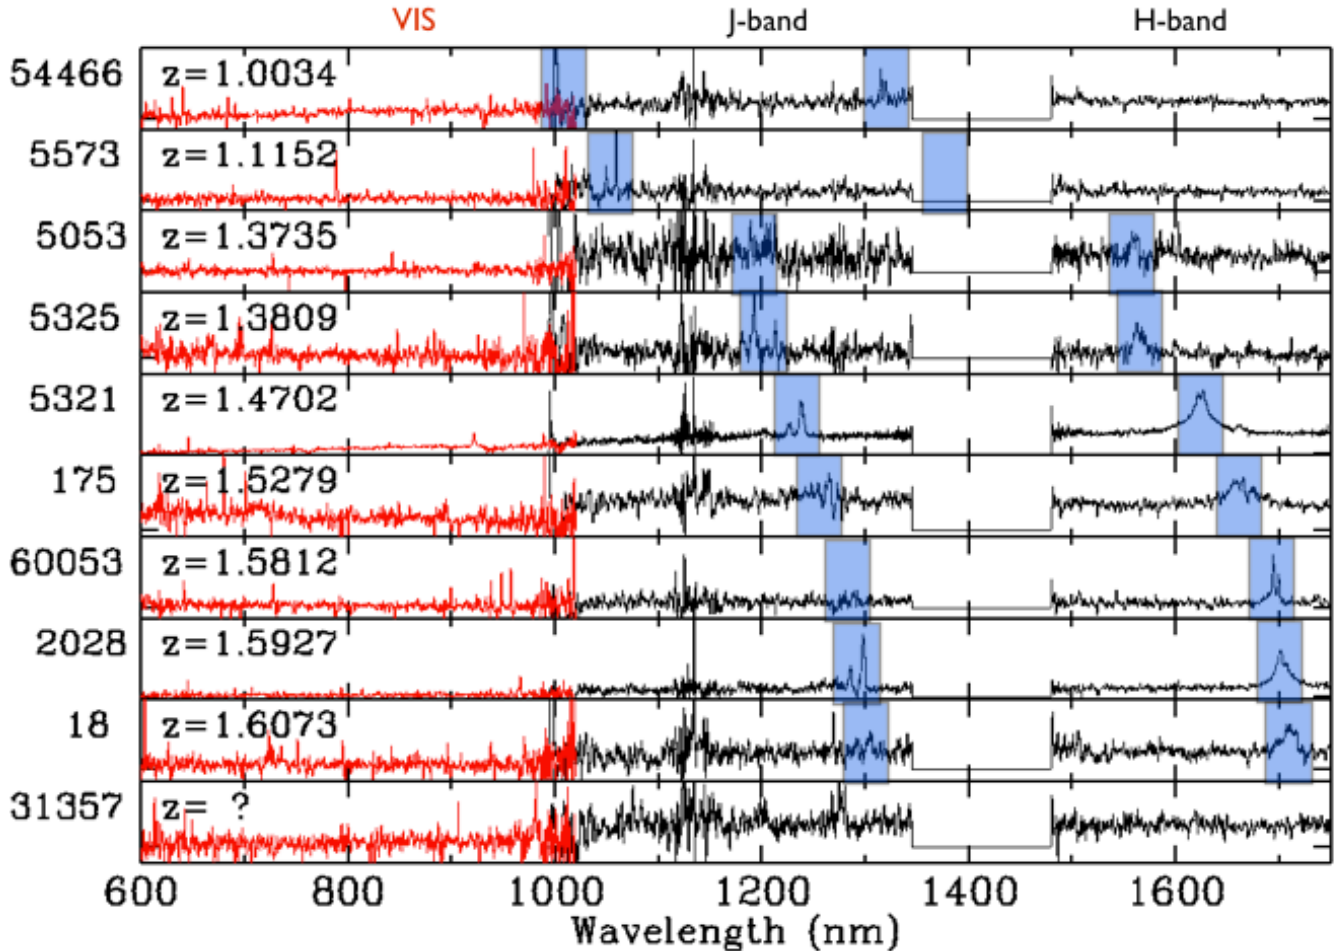 VIS J-band H-band
54466 z=1.0034
5573 z=1.1152
5053 z=1.3735
5325 z=1.3809
5321 z=1.4702
175 z=1.5279
60053 z=1.5812
2028 z=1.5927
18 z=1.6073
31357 z= ?
600 800 1000 1200 1400 1600
Wavelength (nm)